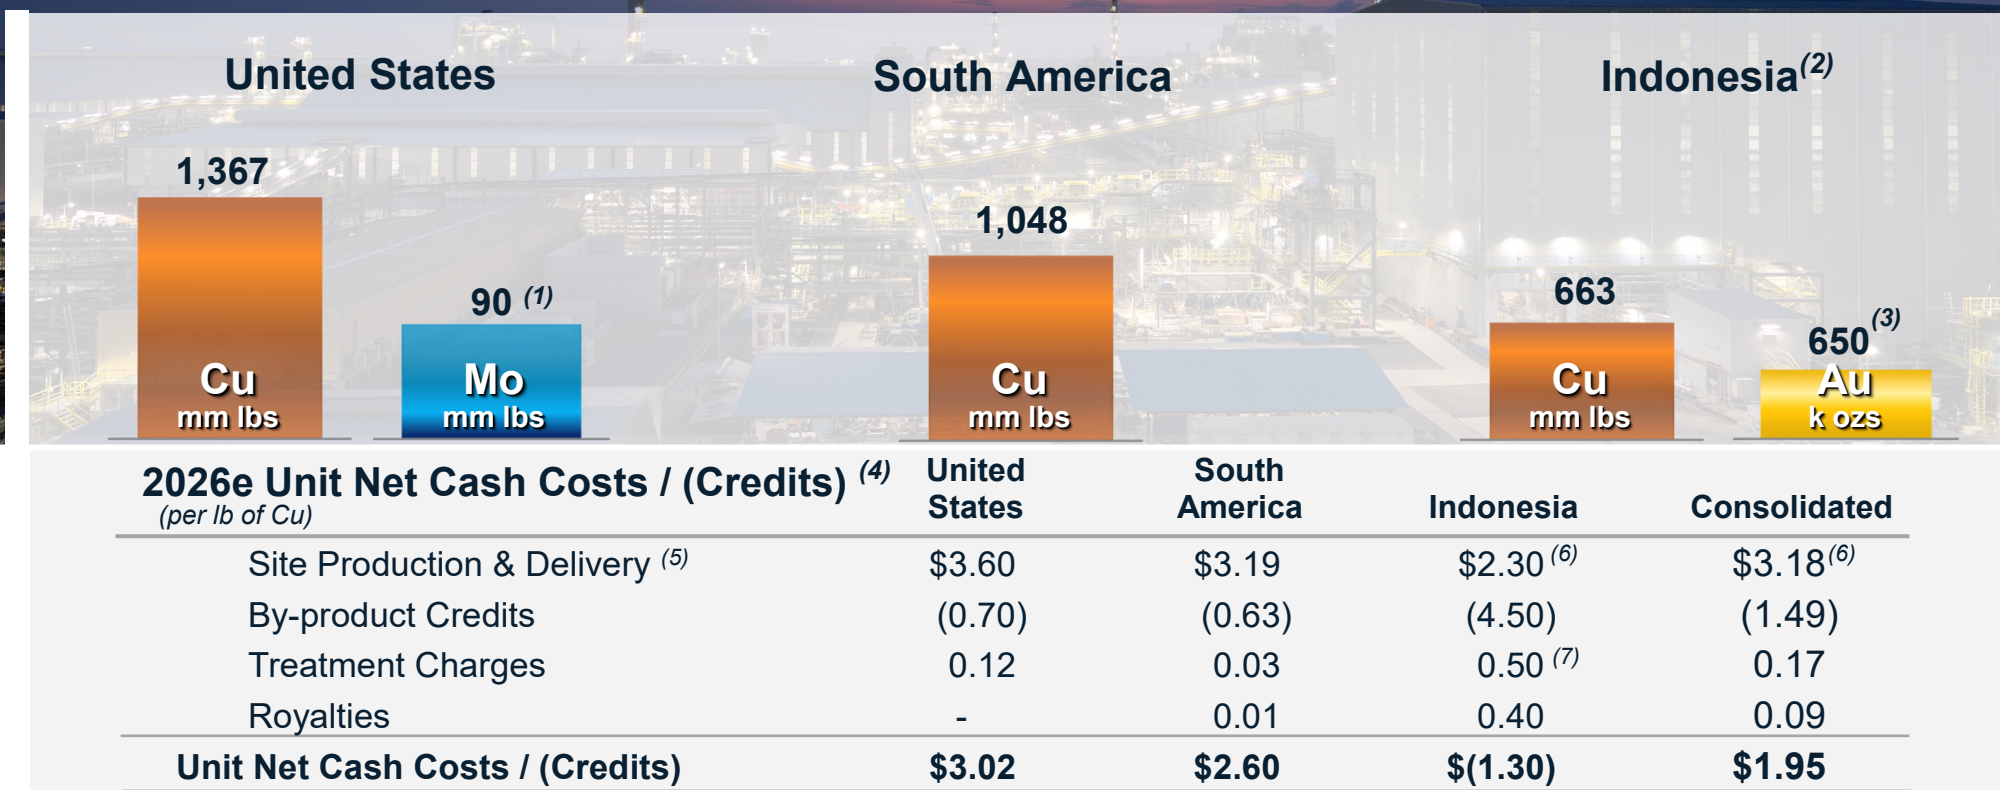 United States
South America
Indonesia(2)
1,367
Cu
mm lbs
90 (1)
Mo
mm lbs
1,048
Cu
mm lbs
663
Cu
mm lbs
650(3)
Au
k ozs
2026e Unit Net Cash Costs / (Credits) (4)
(per lb of Cu)
United States
South America
Indonesia
Consolidated
Site Production & Delivery (5) $3.60 $3.19 $2.30 (6) $3.18(6)
By-product Credits (0.70) (0.63) (4.50) (1.49)
Treatment Charges 0.12 0.03 0.50 (7) 0.17
Royalties - 0.01 0.40 0.09
Unit Net Cash Costs / (Credits) $3.02 $2.60 $(1.30) $1.95